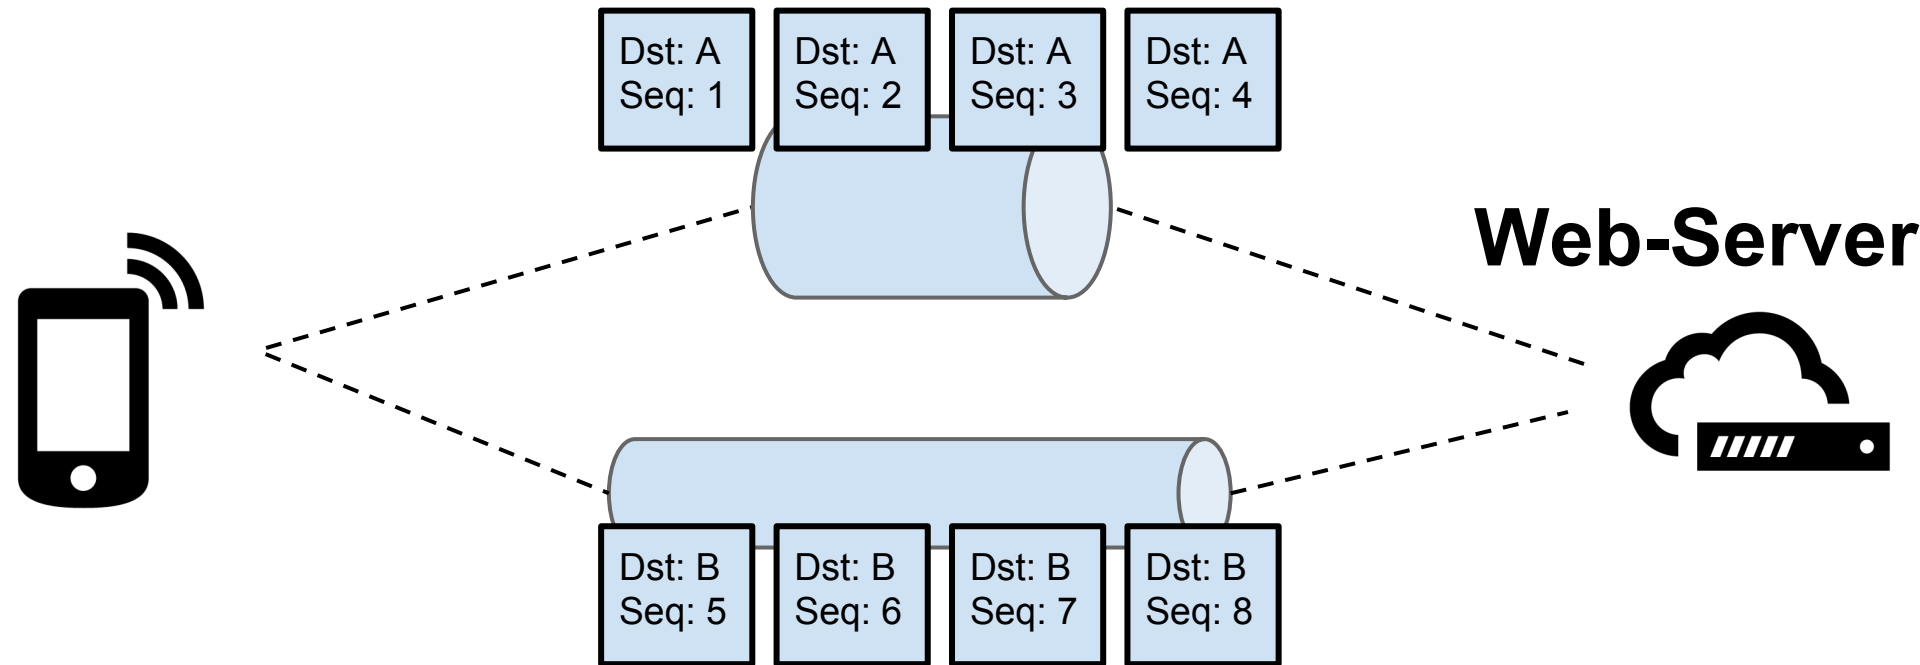 Dst: A
Seq: 1
Dst: A
Seq: 2
Dst: A
Seq: 3
Dst: A
Seq: 4
Web-Server
Dst: B
Seq: 5
Dst: B
Seq: 6
Dst: B
Seq: 7
Dst: B
Seq: 8